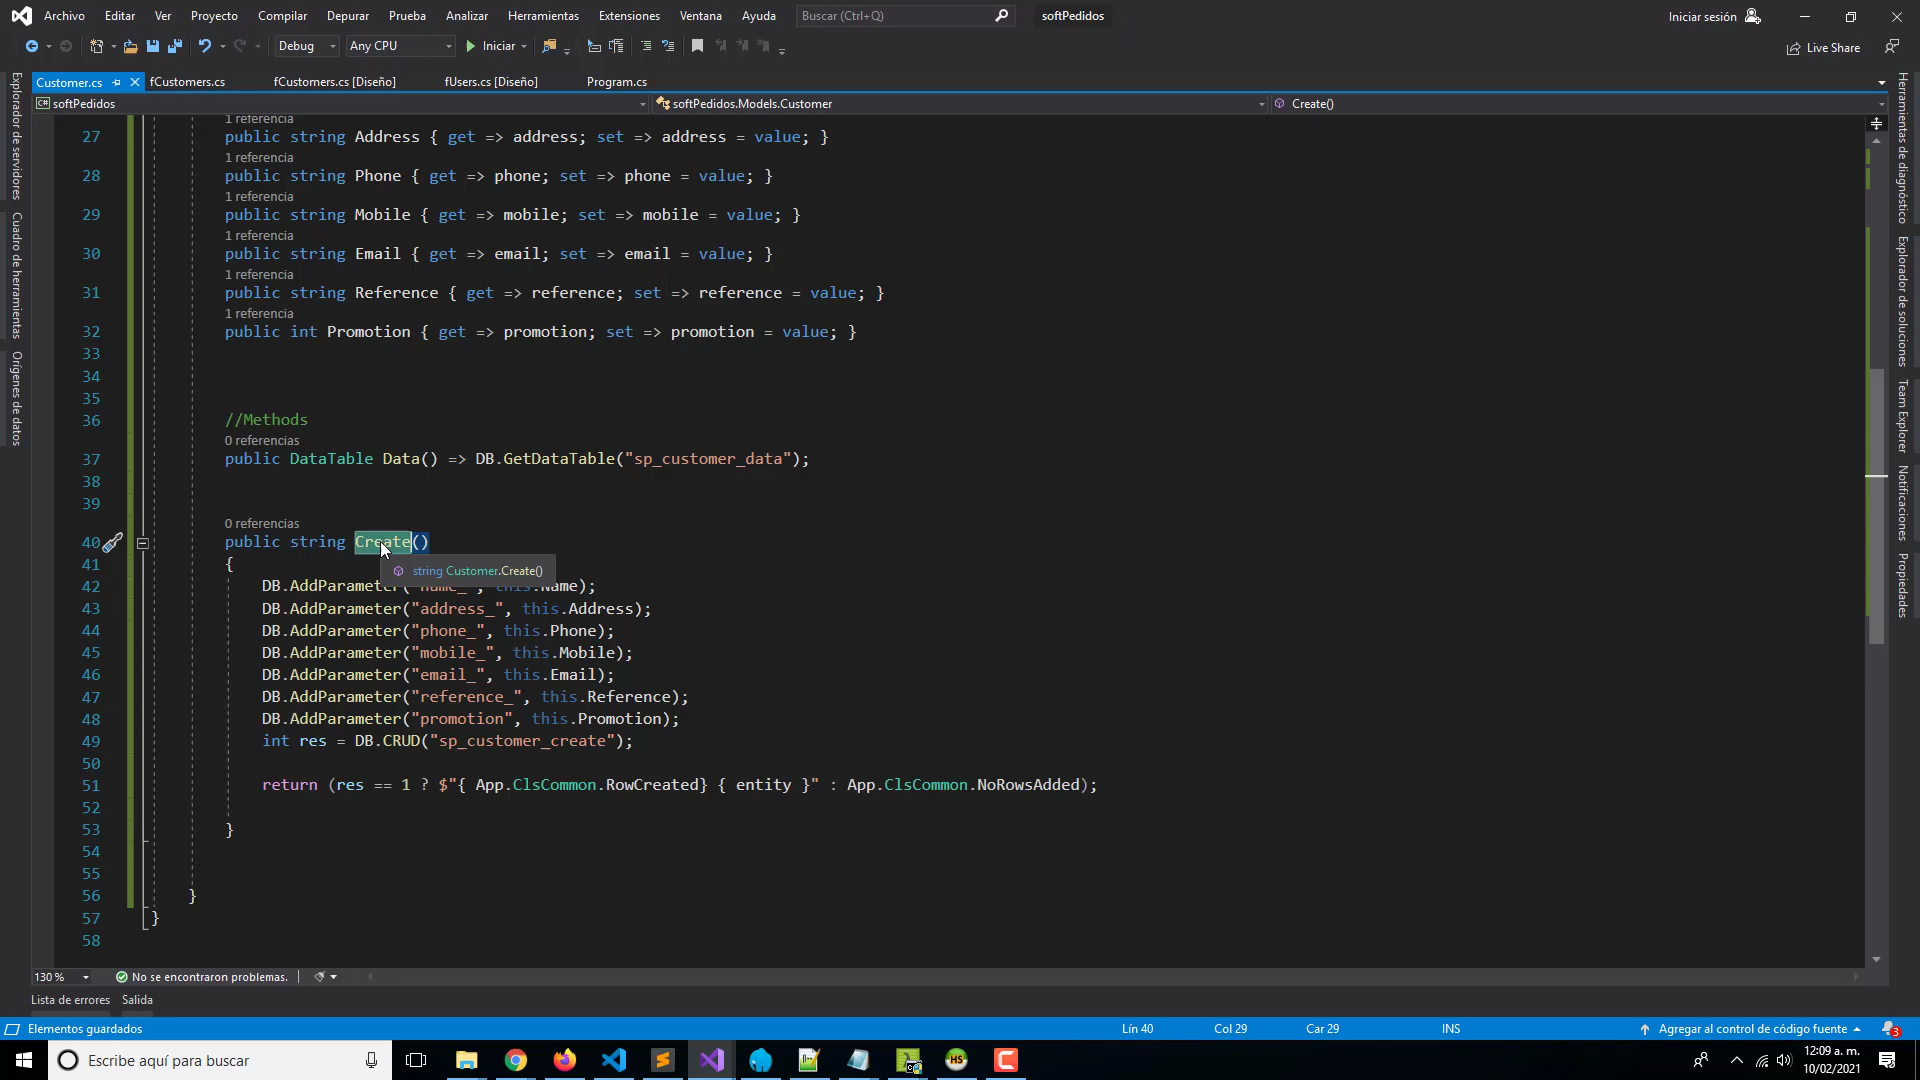 Archivo Editar Ver Proyecto Compilar Depurar Prueba Analizar Herramientas Extensiones Ventana Ayuda Buscar (Ctrl+Q) softPedidos Iniciar sesión
Debug Any CPU Iniciar Live Share
Customer.cs fCustomers.cs fCustomers.cs [Diseño] fUsers.cs [Diseño] Program.cs
softPedidos softPedidos.Models.Customer Create()
Explorador de servidores
Cuadro de herramientas
Orígenes de datos
1 referencia
27 public string Address { get => address; set => address = value; }
1 referencia
28 public string Phone { get => phone; set => phone = value; }
1 referencia
29 public string Mobile { get => mobile; set => mobile = value; }
1 referencia
30 public string Email { get => email; set => email = value; }
1 referencia
31 public string Reference { get => reference; set => reference = value; }
1 referencia
32 public int Promotion { get => promotion; set => promotion = value; }
33
34
35
36 //Methods
0 referencias
37 public DataTable Data() => DB.GetDataTable("sp_customer_data");
38
39
0 referencias
40 public string Create()
41 {
string Customer.Create()
42 DB.AddParameter("name_", this.Name);
43 DB.AddParameter("address_", this.Address);
44 DB.AddParameter("phone_", this.Phone);
45 DB.AddParameter("mobile_", this.Mobile);
46 DB.AddParameter("email_", this.Email);
47 DB.AddParameter("reference_", this.Reference);
48 DB.AddParameter("promotion", this.Promotion);
49 int res = DB.CRUD("sp_customer_create");
50
51 return (res == 1 ? $"{ App.ClsCommon.RowCreated} { entity }" : App.ClsCommon.NoRowsAdded);
52
53 }
54
55
56 }
57 }
58
Herramientas de diagnóstico
Explorador de soluciones
Team Explorer
Notificaciones
Propiedades
130 % No se encontraron problemas.
Lista de errores Salida
Elementos guardados Lín 40 Col 29 Car 29 INS Agregar al control de código fuente 3
Escribe aquí para buscar HS 12:09 a. m.
10/02/2021